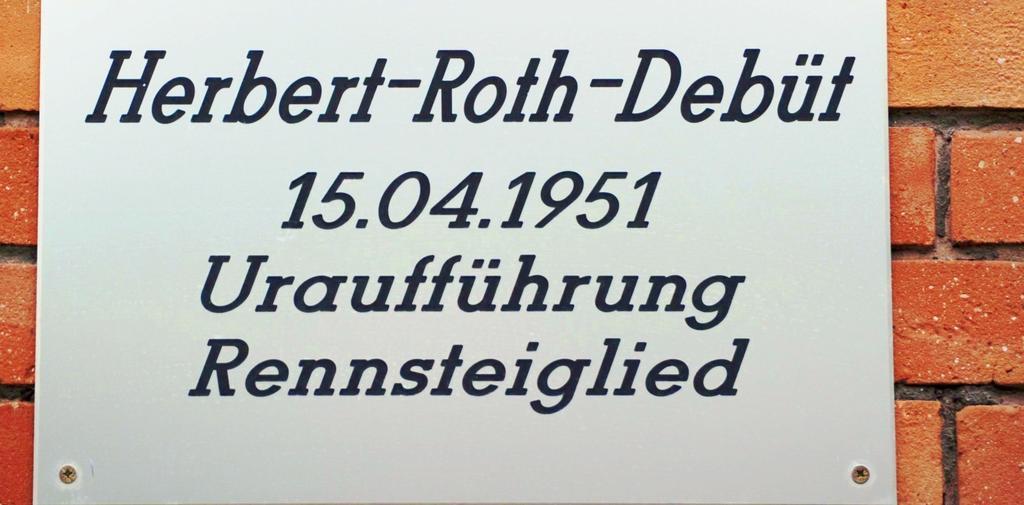 Herbert-Roth-Debüt
15.04.1951
Uraufführung
Rennsteiglied